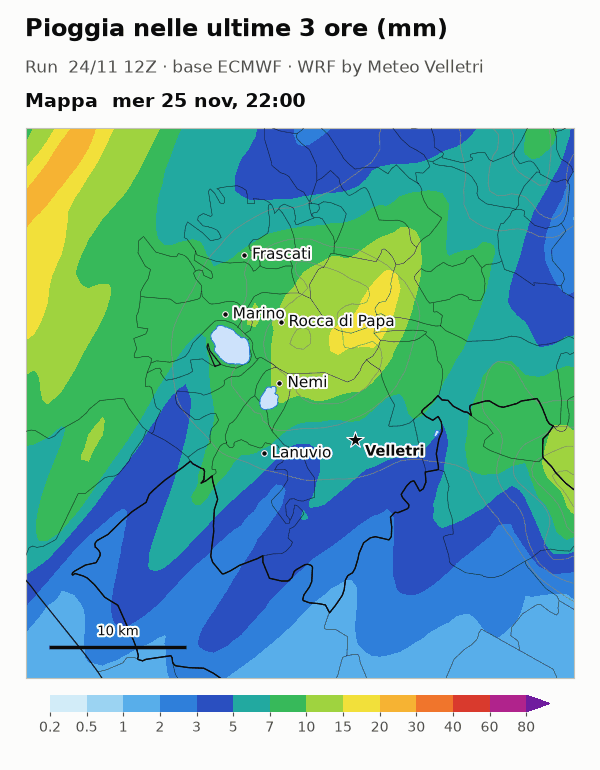 Pioggia nelle ultime 3 ore (mm)
Run  24/11 12Z · base ECMWF · WRF by Meteo Velletri
Mappa  mer 25 nov, 22:00
Frascati
Marino
Rocca di Papa
Nemi
Velletri
Lanuvio
10 km
0.2 0.5 1 2 3 5 7 10 15 20 30 40 60 80